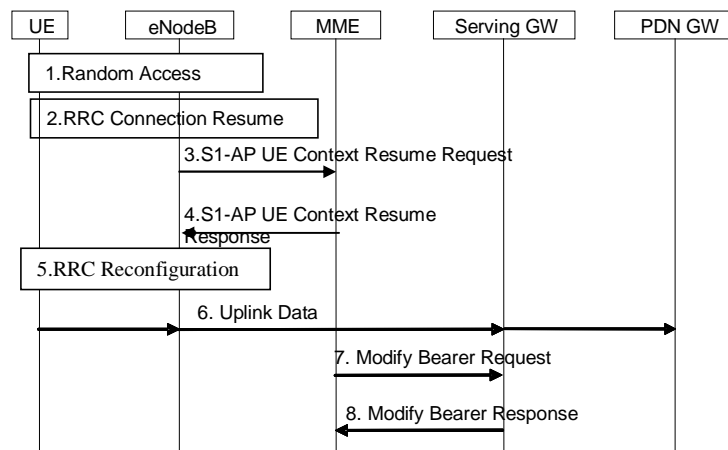 UE eNodeB MME Serving GW PDN GW
1.Random Access
2.RRC Connection Resume
3.S1-AP UE Context Resume Request
4.S1-AP UE Context Resume
Response
5.RRC Reconfiguration
6. Uplink Data
7. Modify Bearer Request
8. Modify Bearer Response